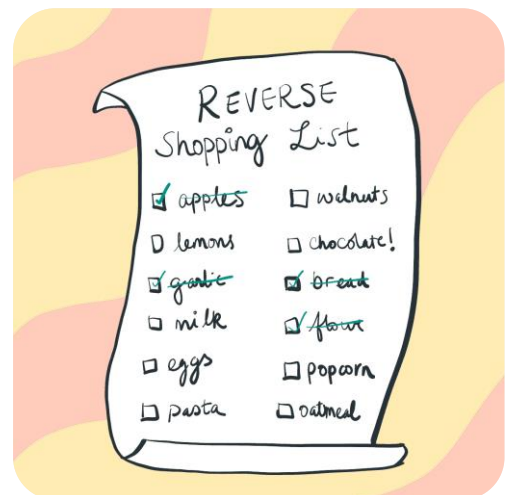 REVERSE
Shopping List
apples
lemons
garlic
milk
eggs
pasta
walnuts
chocolate!
bread
flour
popcorn
oatmeal